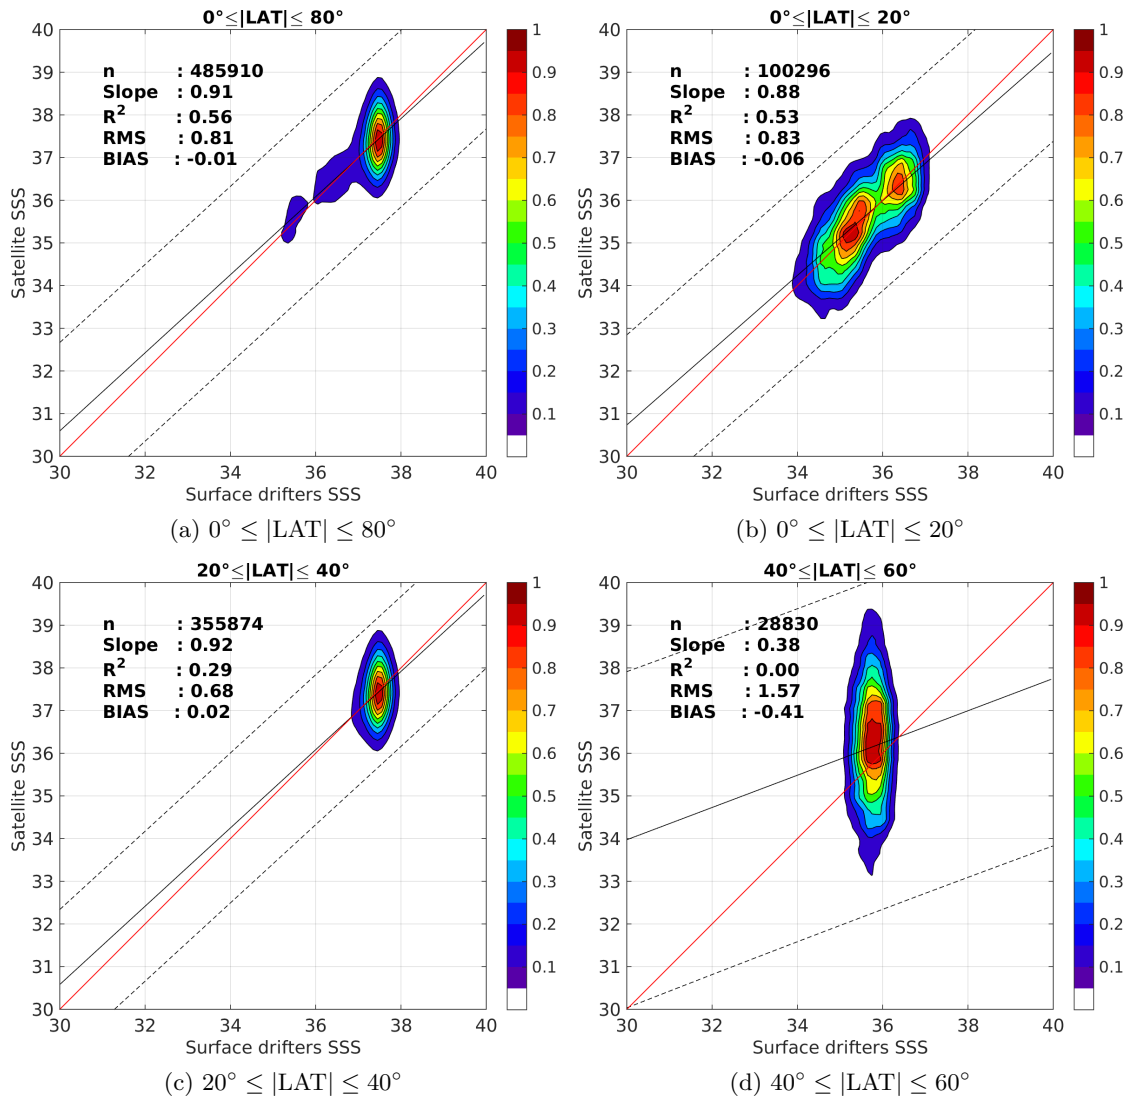 0°≤|LAT|≤ 80°
n : 485910
Slope : 0.91
R² : 0.56
RMS : 0.81
BIAS : -0.01
40
39
38
37
36
35
34
33
32
31
30
30 32 34 36 38 40
Satellite SSS
Surface drifters SSS
1
0.9
0.8
0.7
0.6
0.5
0.4
0.3
0.2
0.1
(a) 0° ≤ |LAT| ≤ 80°
0°≤|LAT|≤ 20°
n : 100296
Slope : 0.88
R² : 0.53
RMS : 0.83
BIAS : -0.06
40
39
38
37
36
35
34
33
32
31
30
30 32 34 36 38 40
Satellite SSS
Surface drifters SSS
1
0.9
0.8
0.7
0.6
0.5
0.4
0.3
0.2
0.1
(b) 0° ≤ |LAT| ≤ 20°
20°≤|LAT|≤ 40°
n : 355874
Slope : 0.92
R² : 0.29
RMS : 0.68
BIAS : 0.02
40
39
38
37
36
35
34
33
32
31
30
30 32 34 36 38 40
Satellite SSS
Surface drifters SSS
1
0.9
0.8
0.7
0.6
0.5
0.4
0.3
0.2
0.1
(c) 20° ≤ |LAT| ≤ 40°
40°≤|LAT|≤ 60°
n : 28830
Slope : 0.38
R² : 0.00
RMS : 1.57
BIAS : -0.41
40
39
38
37
36
35
34
33
32
31
30
30 32 34 36 38 40
Satellite SSS
Surface drifters SSS
1
0.9
0.8
0.7
0.6
0.5
0.4
0.3
0.2
0.1
(d) 40° ≤ |LAT| ≤ 60°